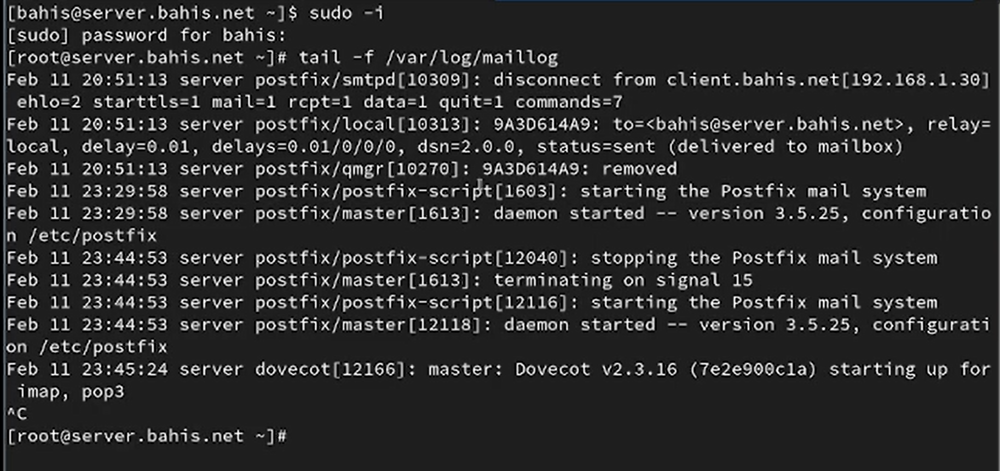 [bahis@server.bahis.net ~]$ sudo -i
[sudo] password for bahis:
[root@server.bahis.net ~]# tail -f /var/log/maillog
Feb 11 20:51:13 server postfix/smtpd[10309]: disconnect from client.bahis.net[192.168.1.30]
 ehlo=2 starttls=1 mail=1 rcpt=1 data=1 quit=1 commands=7
Feb 11 20:51:13 server postfix/local[10313]: 9A3D614A9: to=<bahis@server.bahis.net>, relay=
local, delay=0.01, delays=0.01/0/0/0, dsn=2.0.0, status=sent (delivered to mailbox)
Feb 11 20:51:13 server postfix/qmgr[10270]: 9A3D614A9: removed
Feb 11 23:29:58 server postfix/postfix-script[1603]: starting the Postfix mail system
Feb 11 23:29:58 server postfix/master[1613]: daemon started -- version 3.5.25, configuratio
n /etc/postfix
Feb 11 23:44:53 server postfix/postfix-script[12040]: stopping the Postfix mail system
Feb 11 23:44:53 server postfix/master[1613]: terminating on signal 15
Feb 11 23:44:53 server postfix/postfix-script[12116]: starting the Postfix mail system
Feb 11 23:44:53 server postfix/master[12118]: daemon started -- version 3.5.25, configurati
on /etc/postfix
Feb 11 23:45:24 server dovecot[12166]: master: Dovecot v2.3.16 (7e2e900c1a) starting up for
 imap, pop3
^C
[root@server.bahis.net ~]#